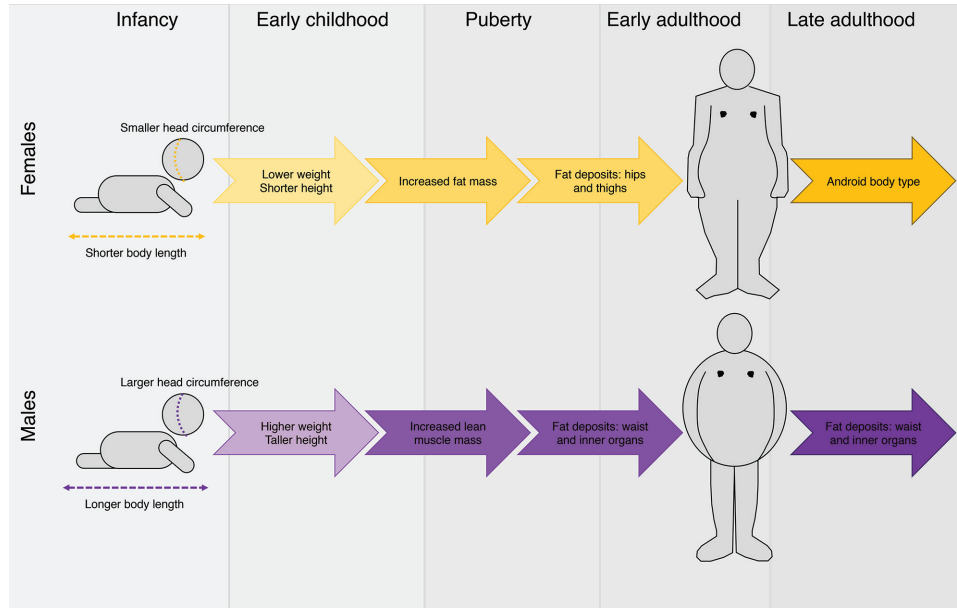 Infancy
Early childhood
Puberty
Early adulthood
Late adulthood
Females
Smaller head circumference
Shorter body length
Lower weight
Shorter height
Increased fat mass
Fat deposits: hips
and thighs
Android body type
Males
Larger head circumference
Longer body length
Higher weight
Taller height
Increased lean
muscle mass
Fat deposits: waist
and inner organs
Fat deposits: waist
and inner organs